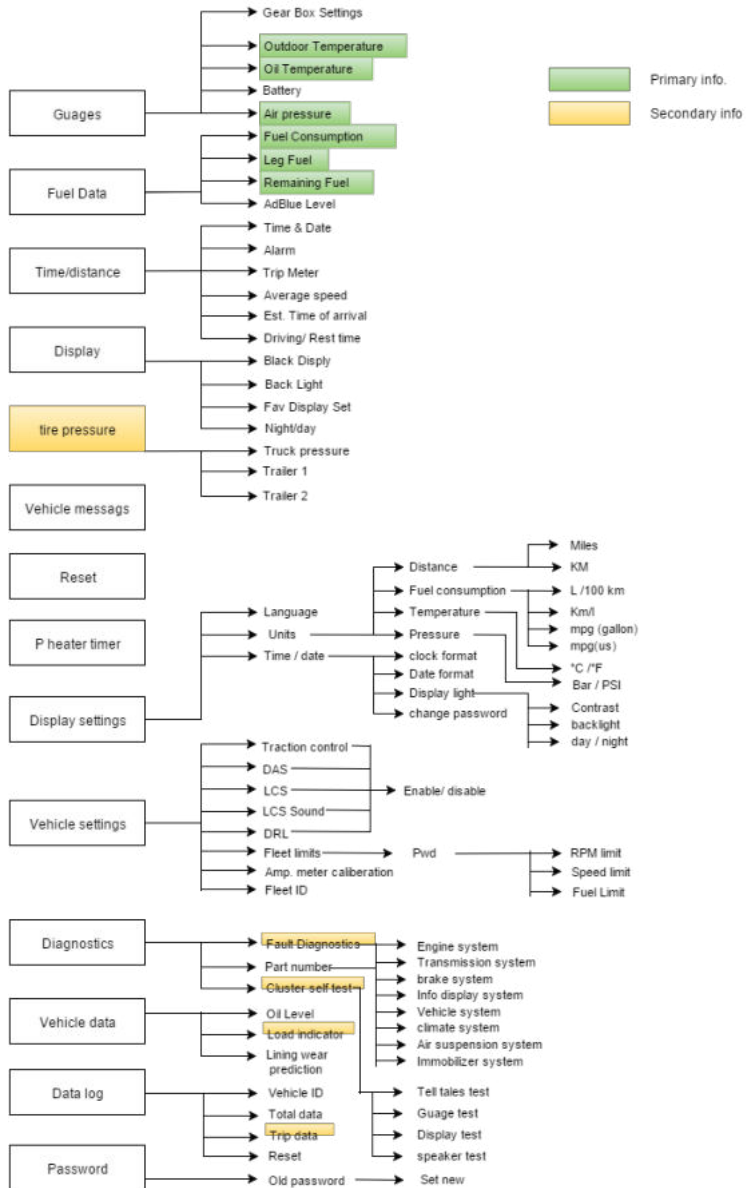 Gear Box Settings
Outdoor Temperature
Oil Temperature
Battery
Air pressure
Guages
Primary info.
Secondary info
Fuel Consumption
Leg Fuel
Remaining Fuel
AdBlue Level
Fuel Data
Time & Date
Alarm
Trip Meter
Average speed
Est. Time of arrival
Driving/ Rest time
Time/distance
Display
Black Disply
Back Light
Fav Display Set
Night/day
tire pressure
Truck pressure
Trailer 1
Trailer 2
Vehicle messags
Reset
P heater timer
Display settings
Language
Units
Time / date
Distance
Fuel consumption
Temperature
Pressure
clock format
Date format
Display light
change password
Miles
KM
L /100 km
Km/l
mpg (gallon)
mpg(us)
°C /°F
Bar / PSI
Contrast
backlight
day / night
Vehicle settings
Traction control
DAS
LCS
LCS Sound
DRL
Enable/ disable
Fleet limits
Pwd
RPM limit
Speed limit
Fuel Limit
Amp. meter caliberation
Fleet ID
Diagnostics
Fault Diagnostics
Part number
Cluster self test
Engine system
Transmission system
brake system
Info display system
Vehicle system
climate system
Air suspension system
Immobilizer system
Vehicle data
Oil Level
Load indicator
Lining wear
prediction
Tell tales test
Guage test
Display test
speaker test
Data log
Vehicle ID
Total data
Trip data
Reset
Password
Old password
Set new